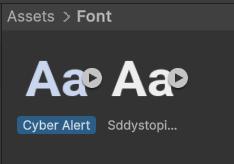 Assets > Font
Aa Aa
Cyber Alert Sddystopi...